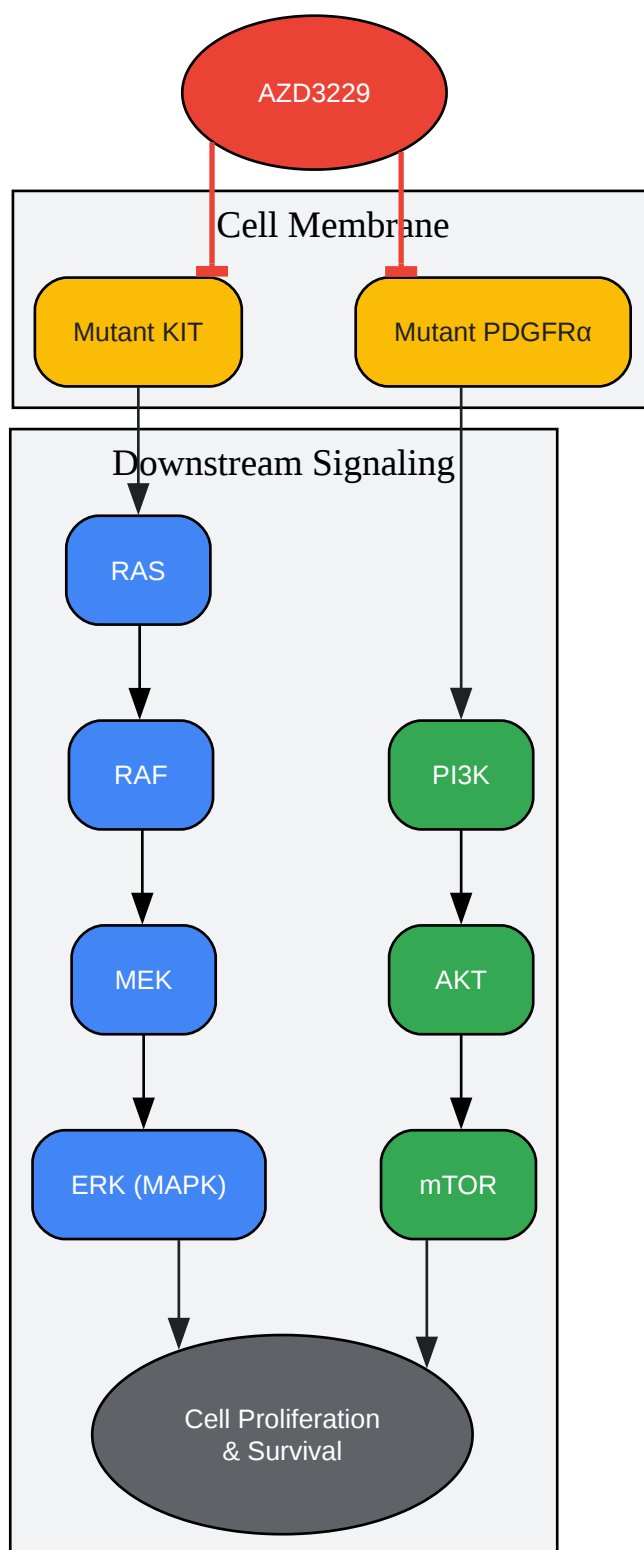 AZD3229
Cell Membrane
Mutant KIT
Mutant PDGFRα
Downstream Signaling
RAS
RAF
PI3K
MEK
AKT
ERK (MAPK)
mTOR
Cell Proliferation
& Survival